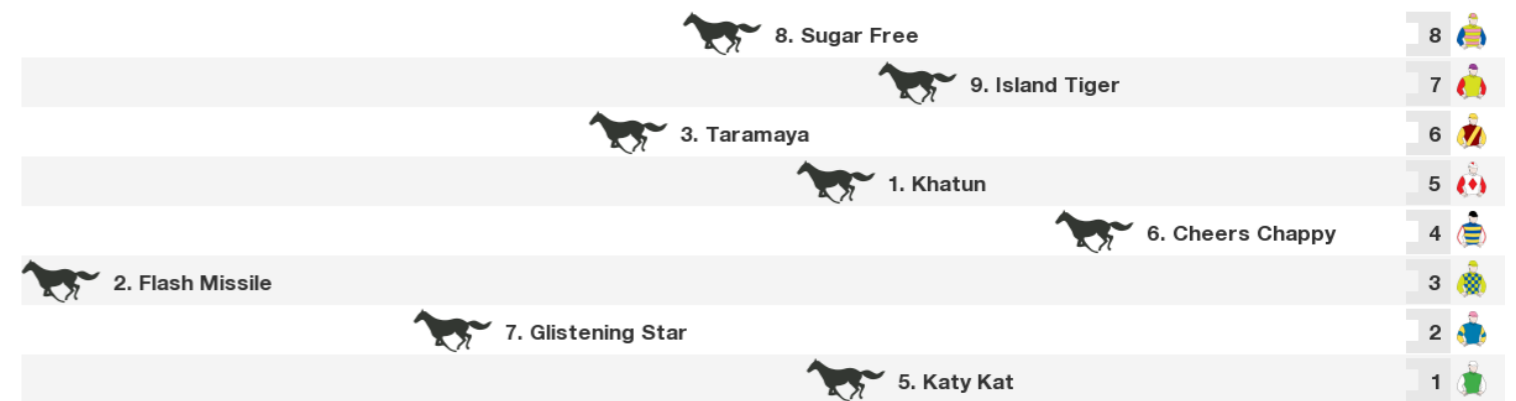 8. Sugar Free 8
9. Island Tiger 7
3. Taramaya 6
1. Khatun 5
6. Cheers Chappy 4
2. Flash Missile 3
7. Glistening Star 2
5. Katy Kat 1